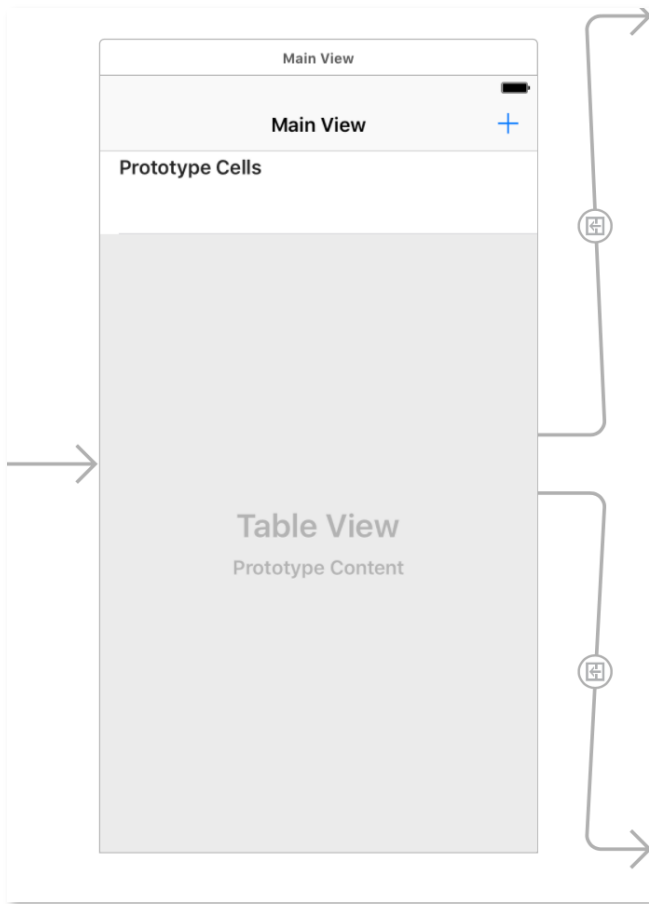 Main View
Main View
Prototype Cells
Table View
Prototype Content